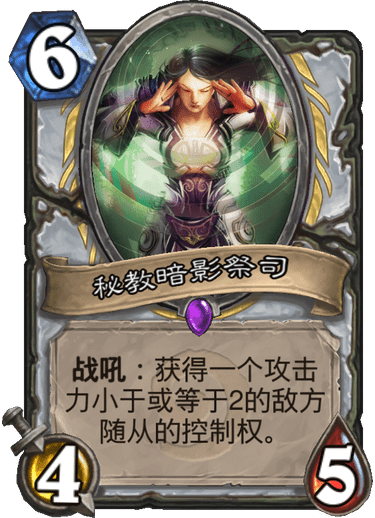 6
秘教暗影祭司
战吼：获得一个攻击
力小于或等于2的敌方
随从的控制权。
4
5